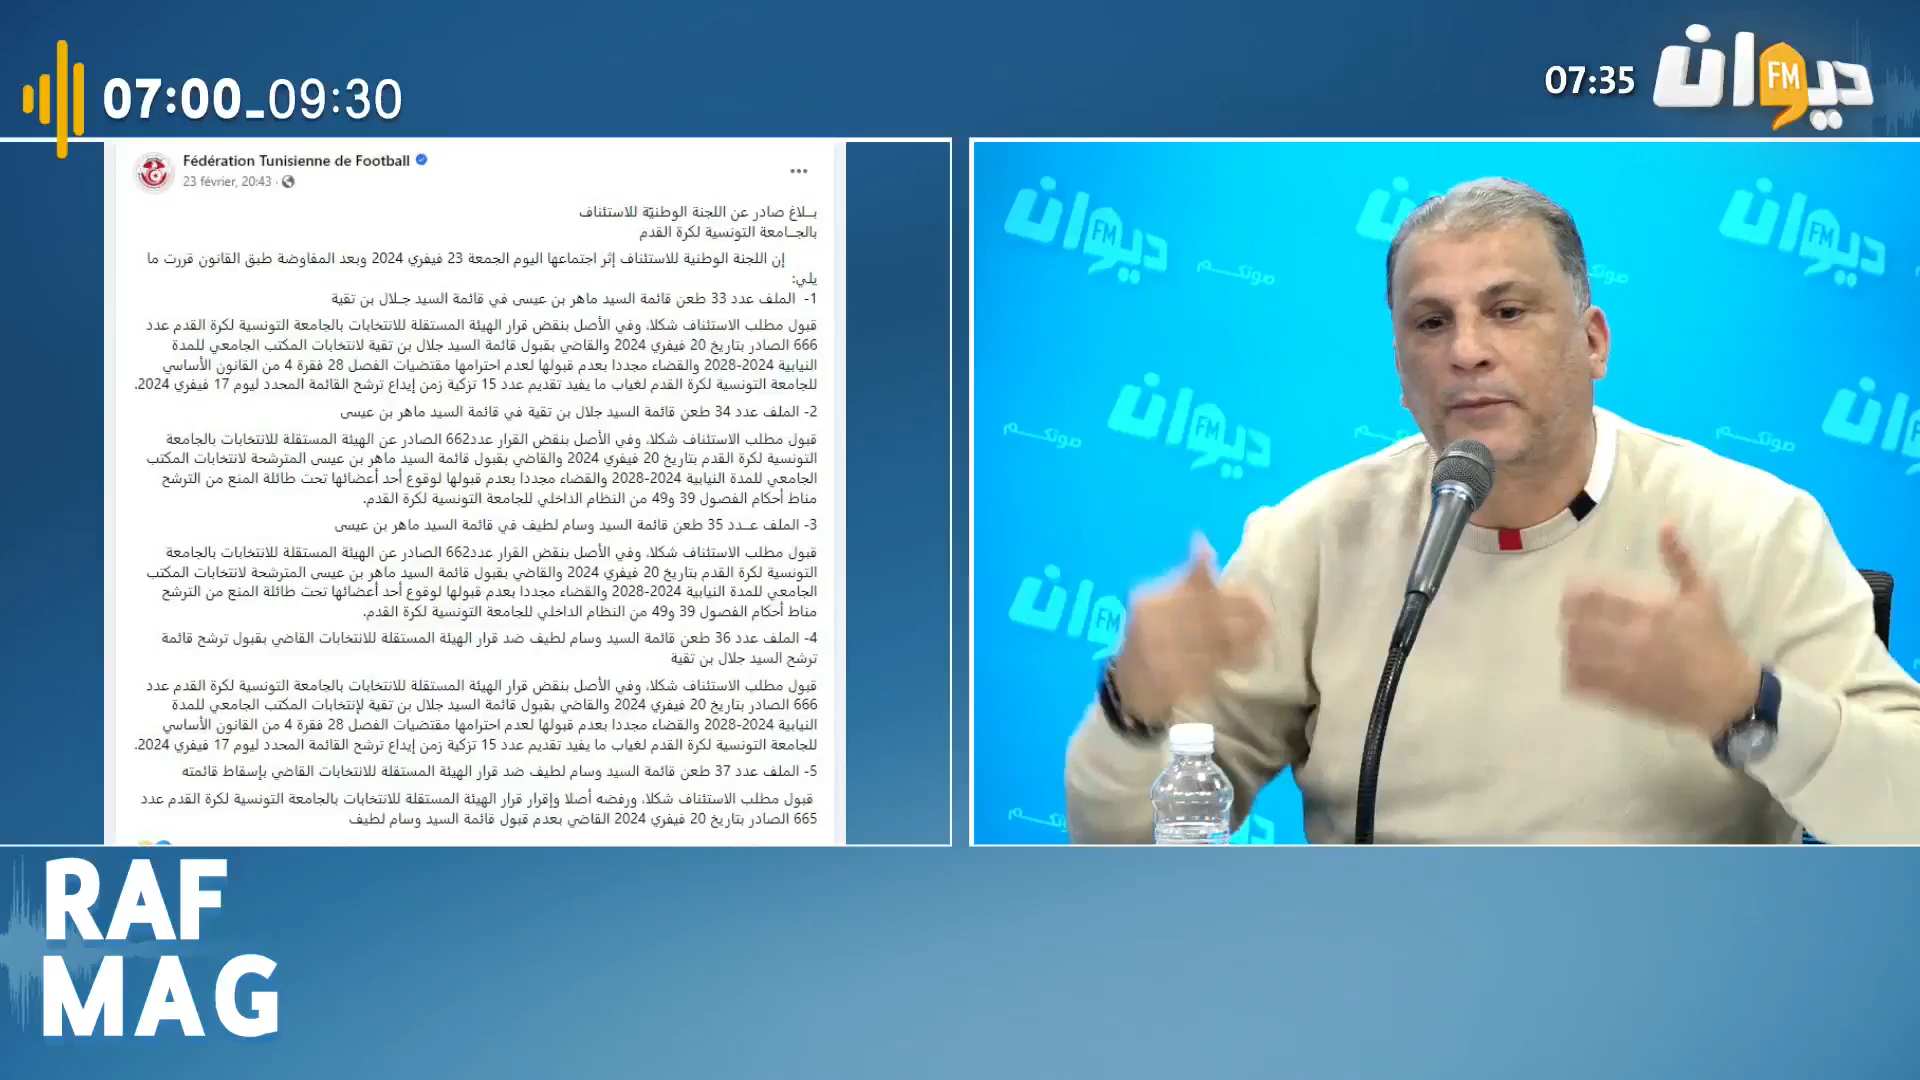 07:00_09:30
07:35
ديوان FM
Fédération Tunisienne de Football
23 février, 20:43
بــلاغ صادر عن اللجنة الوطنيّة للاستئناف
بالجــامعة التونسية لكرة القدم
إن اللجنة الوطنية للاستئناف إثر اجتماعها اليوم الجمعة 23 فيفري 2024 وبعد المفاوضة طبق القانون قررت ما
يلي:
1- الملف عدد 33 طعن قائمة السيد ماهر بن عيسى في قائمة السيد جـلال بن تقية
قبول مطلب الاستئناف شكلا، وفي الأصل بنقض قرار الهيئة المستقلة للانتخابات بالجامعة التونسية لكرة القدم عدد
666 الصادر بتاريخ 20 فيفري 2024 والقاضي بقبول قائمة السيد جلال بن تقية لانتخابات المكتب الجامعي للمدة
النيابية 2024-2028 والقضاء مجددا بعدم قبولها لعدم احترامها مقتضيات الفصل 28 فقرة 4 من القانون الأساسي
للجامعة التونسية لكرة القدم لغياب ما يفيد تقديم عدد 15 تزكية زمن إيداع ترشح القائمة المحدد ليوم 17 فيفري 2024.
2- الملف عدد 34 طعن قائمة السيد جلال بن تقية في قائمة السيد ماهر بن عيسى
قبول مطلب الاستئناف شكلا، وفي الأصل بنقض القرار عدد662 الصادر عن الهيئة المستقلة للانتخابات بالجامعة
التونسية لكرة القدم بتاريخ 20 فيفري 2024 والقاضي بقبول قائمة السيد ماهر بن عيسى المترشحة لانتخابات المكتب
الجامعي للمدة النيابية 2024-2028 والقضاء مجددا بعدم قبولها لوقوع أحد أعضائها تحت طائلة المنع من الترشح
مناط أحكام الفصول 39 و49 من النظام الداخلي للجامعة التونسية لكرة القدم.
3- الملف عــدد 35 طعن قائمة السيد وسام لطيف في قائمة السيد ماهر بن عيسى
قبول مطلب الاستئناف شكلا، وفي الأصل بنقض القرار عدد662 الصادر عن الهيئة المستقلة للانتخابات بالجامعة
التونسية لكرة القدم بتاريخ 20 فيفري 2024 والقاضي بقبول قائمة السيد ماهر بن عيسى المترشحة لانتخابات المكتب
الجامعي للمدة النيابية 2024-2028 والقضاء مجددا بعدم قبولها لوقوع أحد أعضائها تحت طائلة المنع من الترشح
مناط أحكام الفصول 39 و49 من النظام الداخلي للجامعة التونسية لكرة القدم.
4- الملف عدد 36 طعن قائمة السيد وسام لطيف ضد قرار الهيئة المستقلة للانتخابات القاضي بقبول ترشح قائمة
ترشح السيد جلال بن تقية
قبول مطلب الاستئناف شكلا، وفي الأصل بنقض قرار الهيئة المستقلة للانتخابات بالجامعة التونسية لكرة القدم عدد
666 الصادر بتاريخ 20 فيفري 2024 والقاضي بقبول قائمة السيد جلال بن تقية لإنتخابات المكتب الجامعي للمدة
النيابية 2024-2028 والقضاء مجددا بعدم قبولها لعدم احترامها مقتضيات الفصل 28 فقرة 4 من القانون الأساسي
للجامعة التونسية لكرة القدم لغياب ما يفيد تقديم عدد 15 تزكية زمن إيداع ترشح القائمة المحدد ليوم 17 فيفري 2024.
5- الملف عدد 37 طعن قائمة السيد وسام لطيف ضد قرار الهيئة المستقلة للانتخابات القاضي بإسقاط قائمته
قبول مطلب الاستئناف شكلا، ورفضه أصلا وإقرار قرار الهيئة المستقلة للانتخابات بالجامعة التونسية لكرة القدم عدد
665 الصادر بتاريخ 20 فيفري 2024 القاضي بعدم قبول قائمة السيد وسام لطيف
ديوان FM
صوتكم
ديوان FM
صوتكم
ديوان FM
صوتكم
ديوان FM
صوتكم
ديوان FM
صوتكم
RAF
MAG